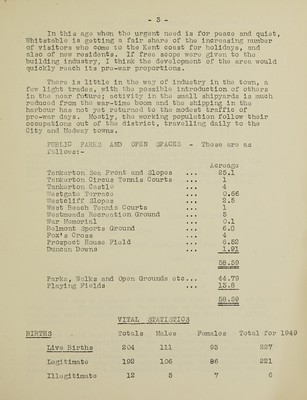 - 3 -
In this age when the urgent need is for peace and quiet,
Whitstable is getting a fair share of the increasing number
of visitors who come to the Kent coast for holidays, and
also of new residents. If free scope were given to the
building industry, I think the development of the area would
quickly reach its pre-war proportions.
There is little in the way of industry in the town, a
few light trades, with the possible introduction of others
in the near future; activity in the small shipyards is much
reduced from the war-time boom and the shipping in the
harbour has not yet returned to the modest traffic of
pre-war days. Mostly, the working population follow their
occupations out of the district, travelling daily to the
City and Medway towns.
PUBLIC PARKS AND OPEN SPACES - These are as
follows:-
Acreage
Tankerton Sea Front and Slopes ... 25.1
Tankerton Circus Tennis Courts ... 1
Tankerton Castle ... 4
Westgate Terrace ... 0.66
Westcliff Slopes ... 2.5
West Beach Tennis Courts ... 1
Westmeads Recreation Ground ... 5
War Memorial ... 0.1
Belmont Sports Ground ... 6.0
Fox's Cross ... 4
Prospect House Field ... 6.52
Duncan Downs ... 1.91
58.59
Parks, Walks and Open Grounds etc... 44.79
Playing Fields ... 13.8
58.59
VITAL STATISTICS
BIRTHS Totals Males Females Total for 1949
Live Births 204 111 93 227
Legitimate 192 106 86 221
Illegitimate 12 5 7 6